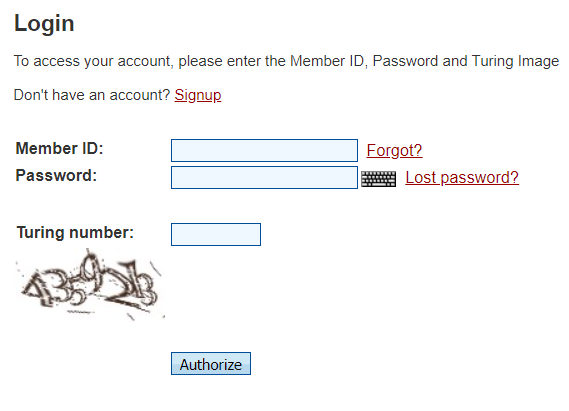 Login
To access your account, please enter the Member ID, Password and Turing Image
Don't have an account? Signup
Member ID: Forgot?
Password: Lost password?
Turing number:
Authorize